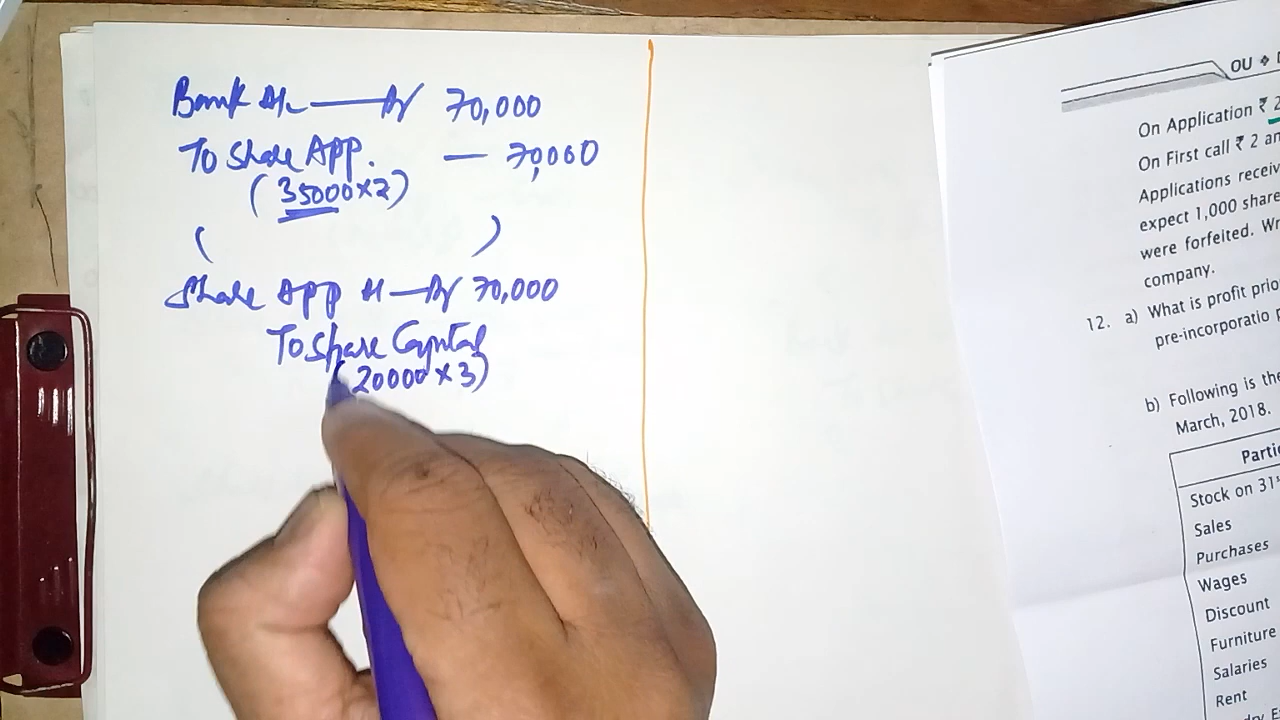 Bank A/c — Dr 70,000
To Share App. — 70,000
(35000×2)
( )
Share App A/c — Dr 70,000
To Share Capital
(20000 × 3)
OU ❖
On Application ₹ 2
On First call ₹ 2 an
Applications receiv
expect 1,000 share
were forfeited. Wr
company.
12. a) What is profit prio
pre-incorporatio p
b) Following is the
March, 2018.
Partic
Stock on 31
Sales
Purchases
Wages
Discount
Furniture
Salaries
Rent